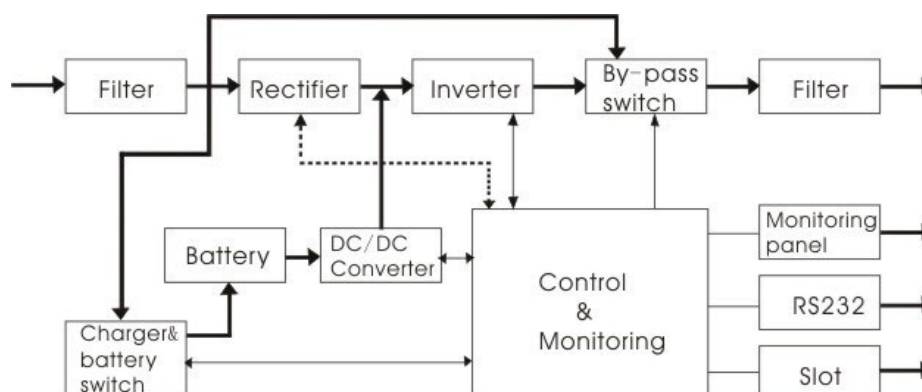 Filter
Rectifier
Inverter
By-pass
switch
Filter
Battery
DC/DC
Converter
Control
&
Monitoring
Monitoring
panel
RS232
Slot
Charger&
battery
switch